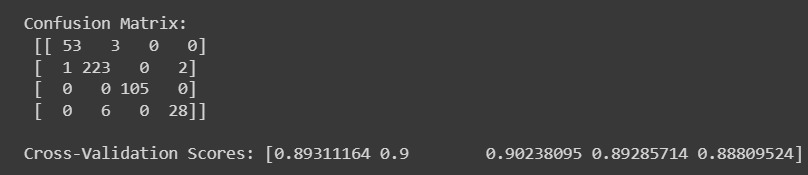 Confusion Matrix:
[[ 53   3   0   0]
[  1 223   0   2]
[  0   0 105   0]
[  0   6   0  28]]
Cross-Validation Scores: [0.89311164 0.9        0.90238095 0.89285714 0.88809524]